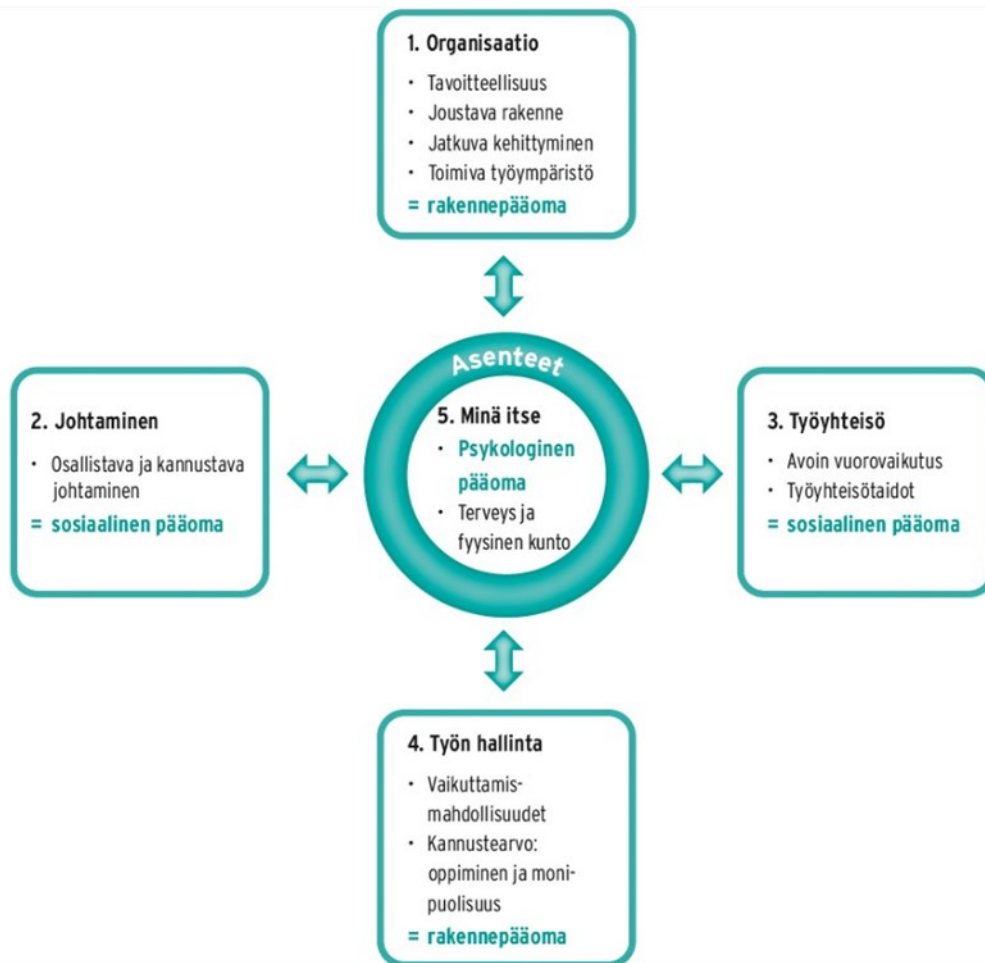 1. Organisaatio
• Tavoitteellisuus
• Joustava rakenne
• Jatkuva kehittyminen
• Toimiva työympäristö
= rakennepääoma
2. Johtaminen
• Osallistava ja kannustava
johtaminen
= sosiaalinen pääoma
Asenteet
5. Minä itse
• Psykologinen
pääoma
• Terveys ja
fyysinen kunto
3. Työyhteisö
• Avoin vuorovaikutus
• Työyhteisötaidot
= sosiaalinen pääoma
4. Työn hallinta
• Vaikuttamis-
mahdollisuudet
• Kannustearvo:
oppiminen ja moni-
puolisuus
= rakennepääoma